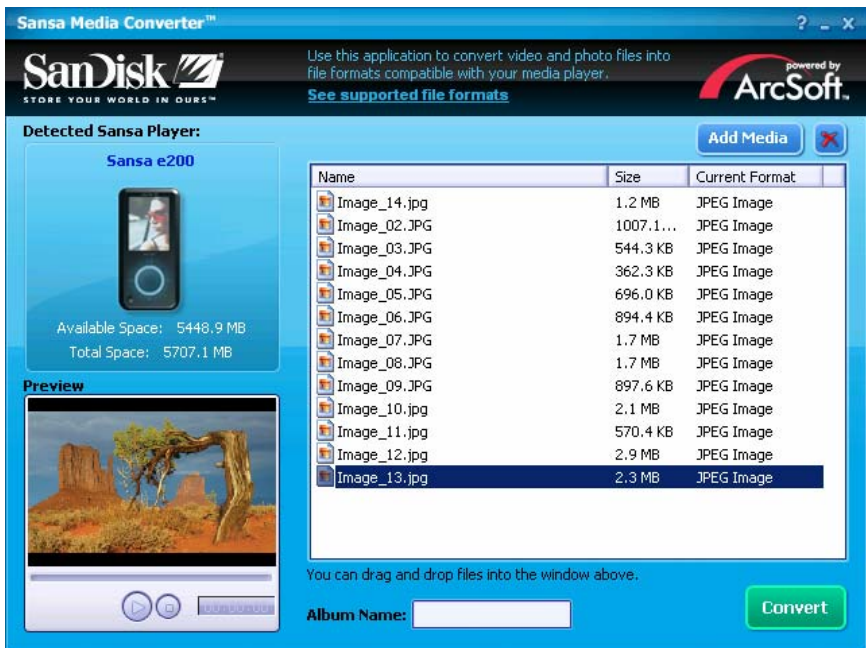 Sansa Media Converter™
? - x
SanDisk
STORE YOUR WORLD IN OURS™
Use this application to convert video and photo files into
file formats compatible with your media player.
See supported file formats
powered by
ArcSoft™
Detected Sansa Player:
Sansa e200
Available Space: 5448.9 MB
Total Space: 5707.1 MB
Preview
00:00:00
Add Media
Name Size Current Format
Image_14.jpg 1.2 MB JPEG Image
Image_02.JPG 1007.1... JPEG Image
Image_03.JPG 544.3 KB JPEG Image
Image_04.JPG 362.3 KB JPEG Image
Image_05.JPG 696.0 KB JPEG Image
Image_06.JPG 894.4 KB JPEG Image
Image_07.JPG 1.7 MB JPEG Image
Image_08.JPG 1.7 MB JPEG Image
Image_09.JPG 897.6 KB JPEG Image
Image_10.jpg 2.1 MB JPEG Image
Image_11.jpg 570.4 KB JPEG Image
Image_12.jpg 2.9 MB JPEG Image
Image_13.jpg 2.3 MB JPEG Image
You can drag and drop files into the window above.
Album Name:
Convert